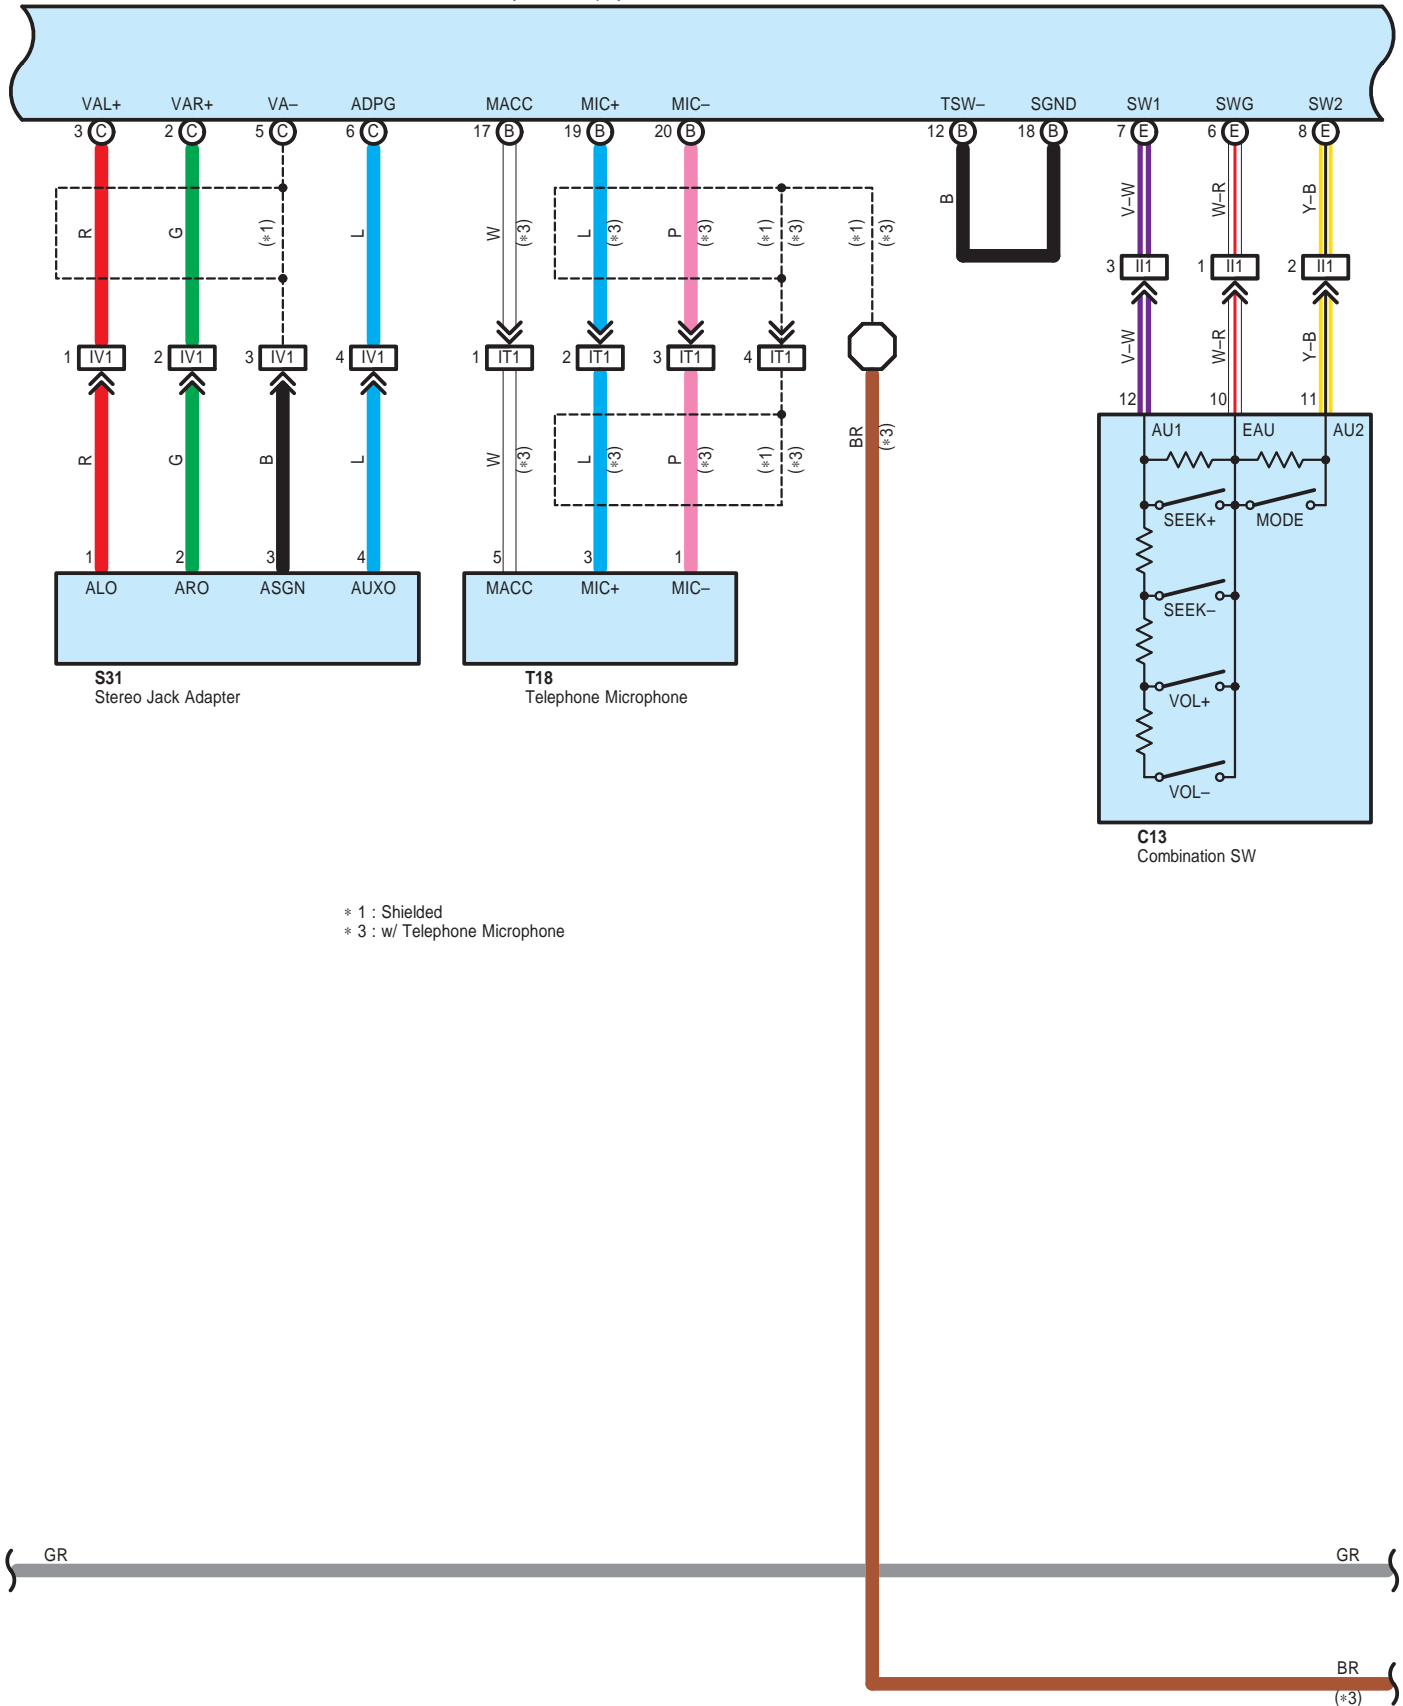 VAL+ VAR+ VA– ADPG MACC MIC+ MIC– TSW– SGND SW1 SWG SW2
3 C 2 C 5 C 6 C 17 B 19 B 20 B 12 B 18 B 7 E 6 E 8 E
R G (∗1) L W (∗3) L (∗3) P (∗3) (∗1) (∗3) (∗1) (∗3) B V–W W–R Y–B
3 II1 1 II1 2 II1
1 IV1 2 IV1 3 IV1 4 IV1 1 IT1 2 IT1 3 IT1 4 IT1
V–W W–R Y–B
12 10 11
R G B L W (∗3) L (∗3) P (∗3) (∗1) (∗3) BR (∗3)
AU1 EAU AU2
SEEK+ MODE
1 2 3 4 5 3 1
ALO ARO ASGN AUXO MACC MIC+ MIC–
SEEK–
S31
Stereo Jack Adapter
T18
Telephone Microphone
VOL+
VOL–
C13
Combination SW
∗ 1 : Shielded
∗ 3 : w/ Telephone Microphone
GR GR
BR
(∗3)